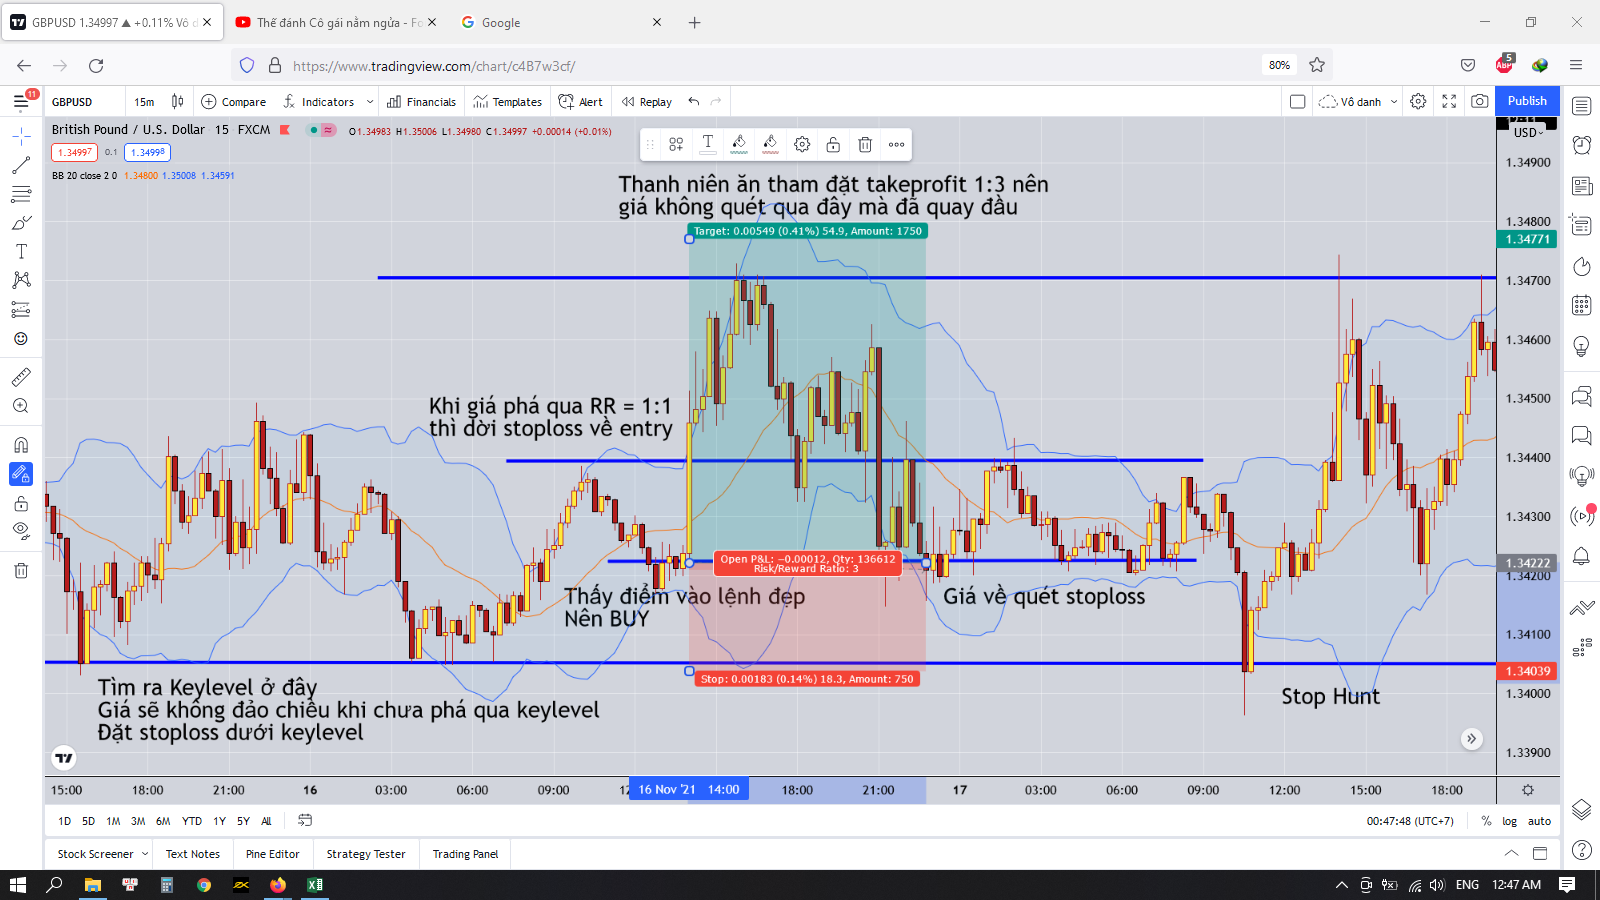 GBPUSD 1.34997 ▲ +0.11% Vô d
Thế đánh Cô gái nằm ngửa - Fo
Google
https://www.tradingview.com/chart/c4B7w3cf/
80%
5
ABP
11
GBPUSD
15m
Compare
Indicators
Financials
Templates
Alert
Replay
Vô danh
Publish
British Pound / U.S. Dollar 15 FXCM
O1.34983 H1.35006 L1.34980 C1.34997 +0.00014 (+0.01%)
1.34997 0.1 1.34998
BB 20 close 2 0 1.34800 1.35008 1.34591
USD
Thanh niên ăn tham đặt takeprofit 1:3 nên
giá không quét qua đây mà đã quay đầu
Target: 0.00549 (0.41%) 54.9, Amount: 1750
Khi giá phá qua RR = 1:1
thì dời stoploss về entry
Open P&L: −0.00012, Qty: 136612
Risk/Reward Ratio: 3
Thấy điểm vào lệnh đẹp
Nên BUY
Giá về quét stoploss
Stop: 0.00183 (0.14%) 18.3, Amount: 750
Tìm ra Keylevel ở đây
Giá sẽ không đảo chiều khi chưa phá qua keylevel
Đặt stoploss dưới keylevel
Stop Hunt
1.34900
1.34800
1.34771
1.34700
1.34600
1.34500
1.34400
1.34300
1.34222
1.34200
1.34100
1.34039
1.34000
1.33900
15:00 18:00 21:00 16 03:00 06:00 09:00 16 Nov '21 14:00 18:00 21:00 17 03:00 06:00 09:00 12:00 15:00 18:00
1D 5D 1M 3M 6M YTD 1Y 5Y All
00:47:48 (UTC+7) % log auto
Stock Screener Text Notes Pine Editor Strategy Tester Trading Panel
ENG 12:47 AM